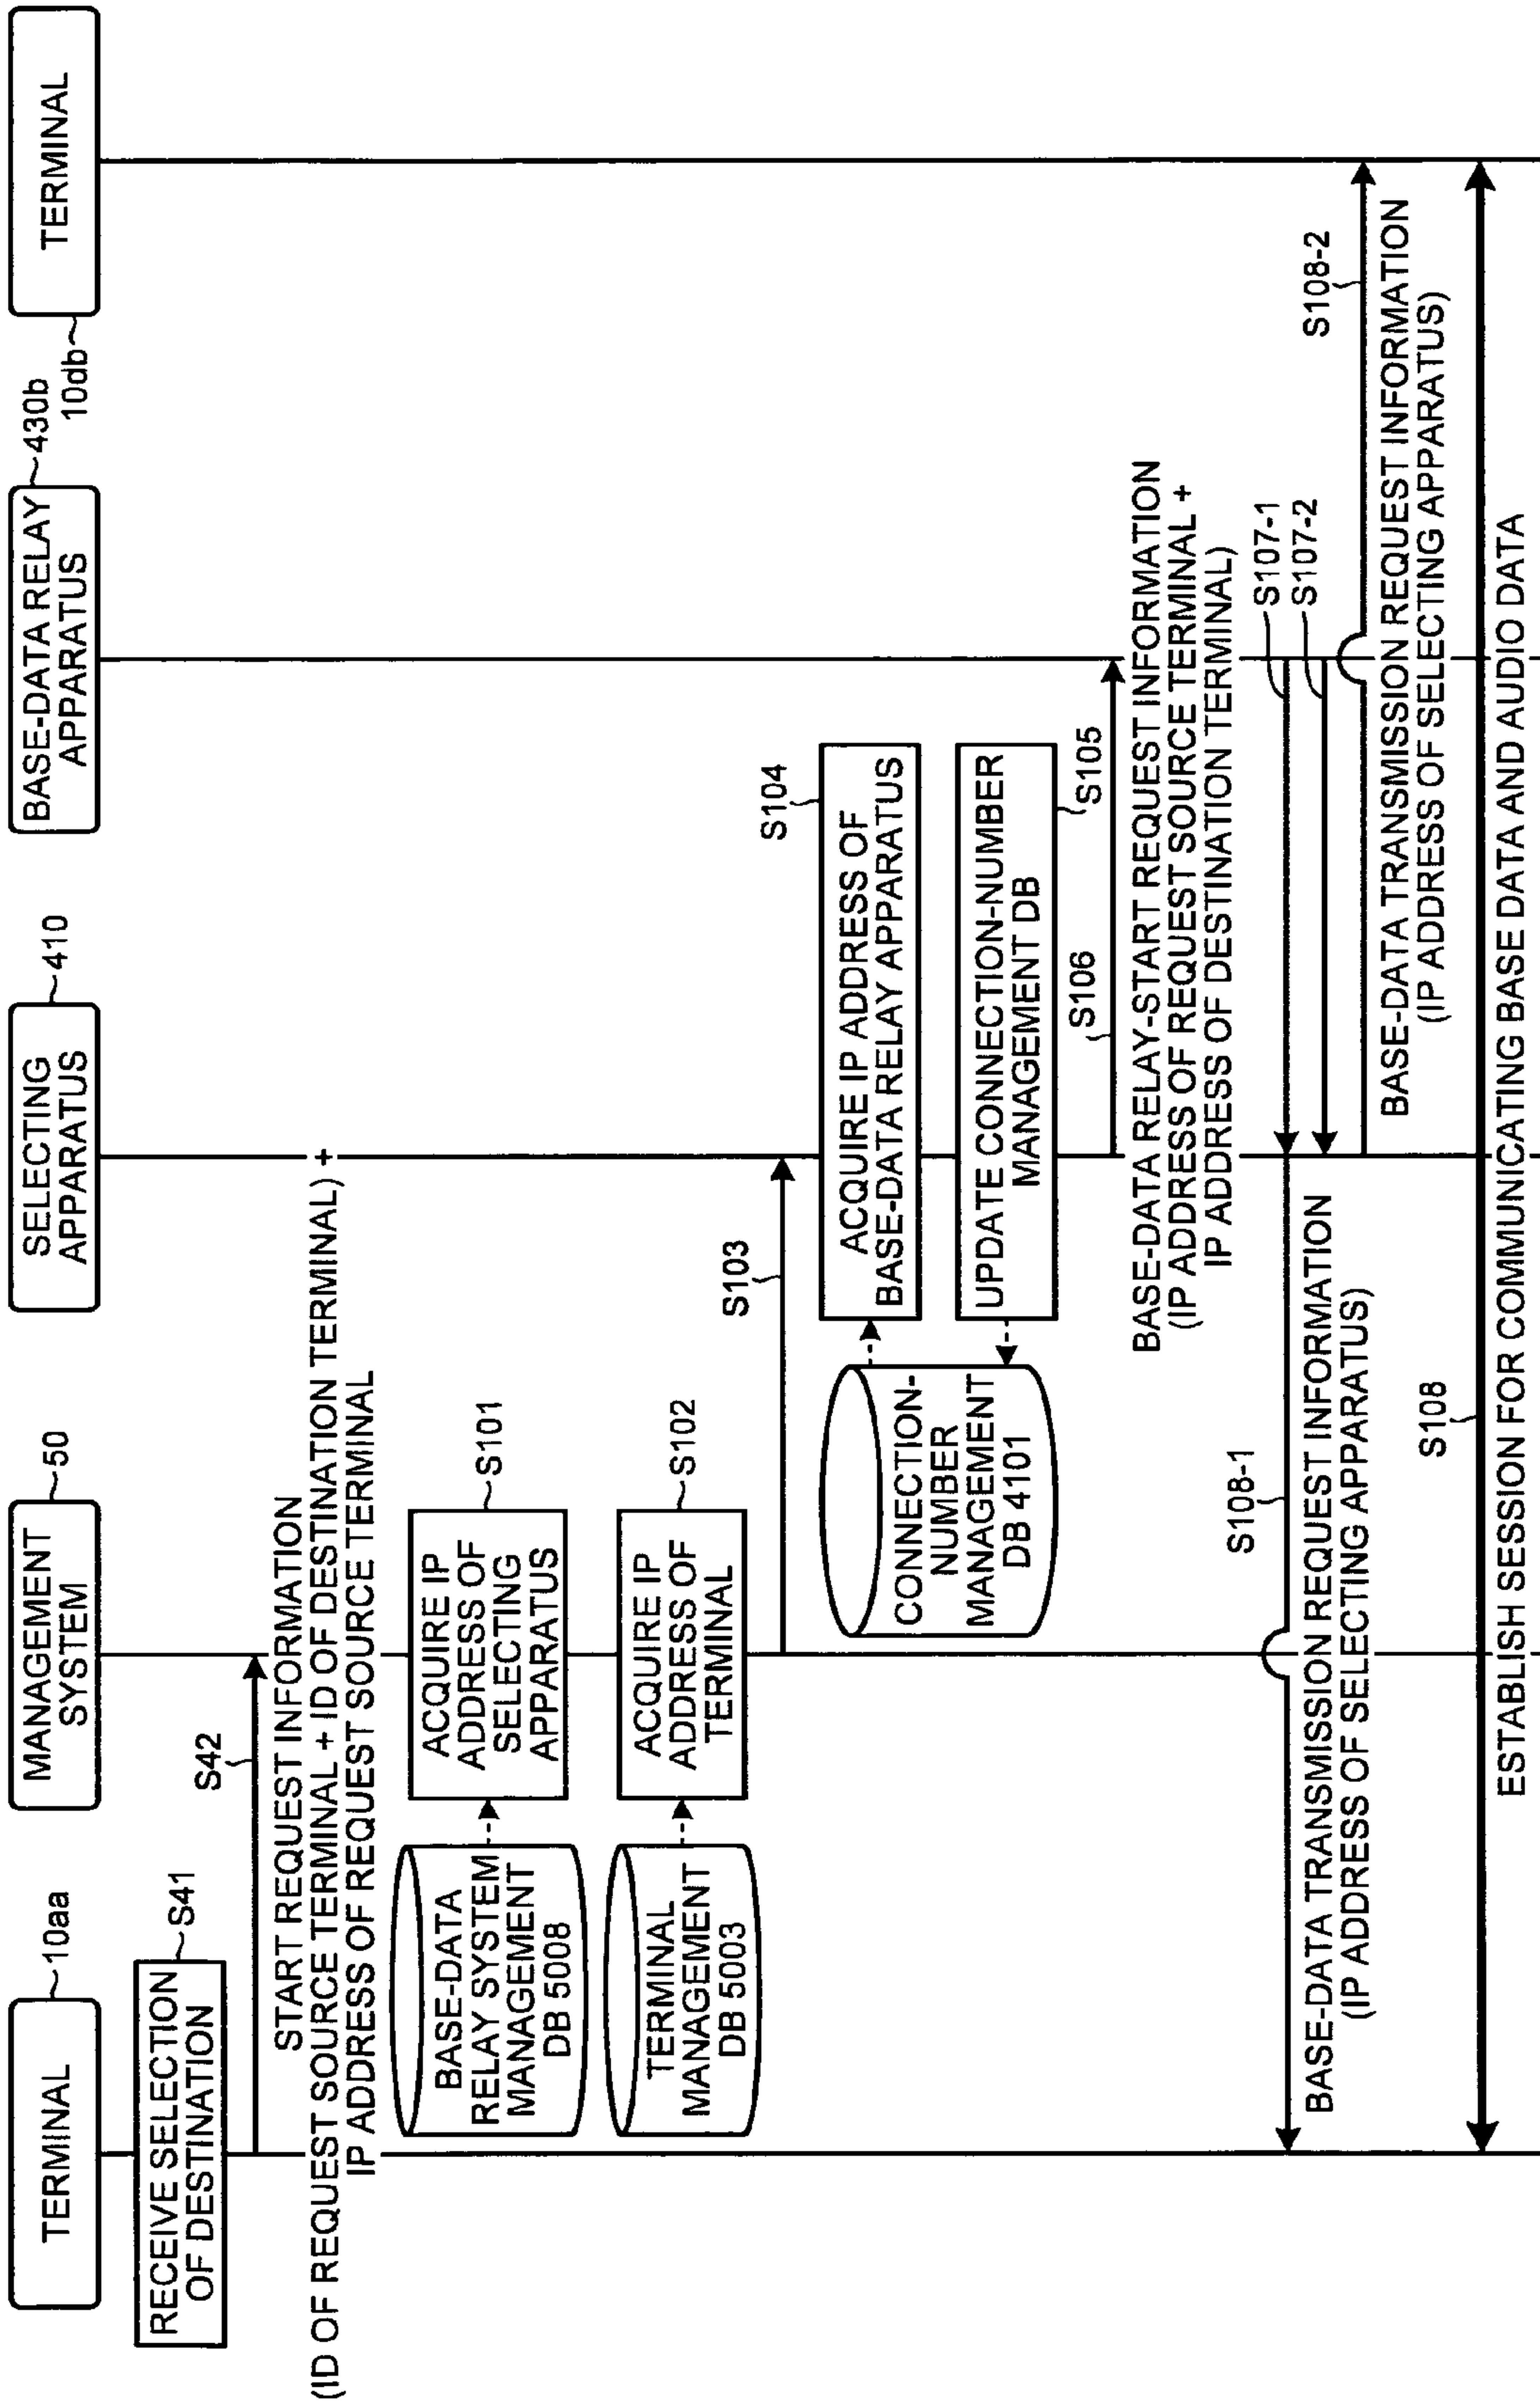 TERMINAL
10aa
MANAGEMENT
SYSTEM
50
SELECTING
APPARATUS
410
BASE-DATA RELAY
APPARATUS
430b
TERMINAL
10db
RECEIVE SELECTION
OF DESTINATION
S41
S42
START REQUEST INFORMATION
(ID OF REQUEST SOURCE TERMINAL + ID OF DESTINATION TERMINAL) +
IP ADDRESS OF REQUEST SOURCE TERMINAL
BASE-DATA
RELAY SYSTEM
MANAGEMENT
DB 5008
ACQUIRE IP
ADDRESS OF
SELECTING
APPARATUS
S101
TERMINAL
MANAGEMENT
DB 5003
ACQUIRE IP
ADDRESS OF
TERMINAL
S102
S103
CONNECTION-
NUMBER
MANAGEMENT
DB 4101
ACQUIRE IP ADDRESS OF
BASE-DATA RELAY APPARATUS
S104
UPDATE CONNECTION-NUMBER
MANAGEMENT DB
S105
S106
BASE-DATA RELAY-START REQUEST INFORMATION
(IP ADDRESS OF REQUEST SOURCE TERMINAL +
IP ADDRESS OF DESTINATION TERMINAL)
S107-1
S107-2
S108-1
BASE-DATA TRANSMISSION REQUEST INFORMATION
(IP ADDRESS OF SELECTING APPARATUS)
S108-2
BASE-DATA TRANSMISSION REQUEST INFORMATION
(IP ADDRESS OF SELECTING APPARATUS)
S108
ESTABLISH SESSION FOR COMMUNICATING BASE DATA AND AUDIO DATA